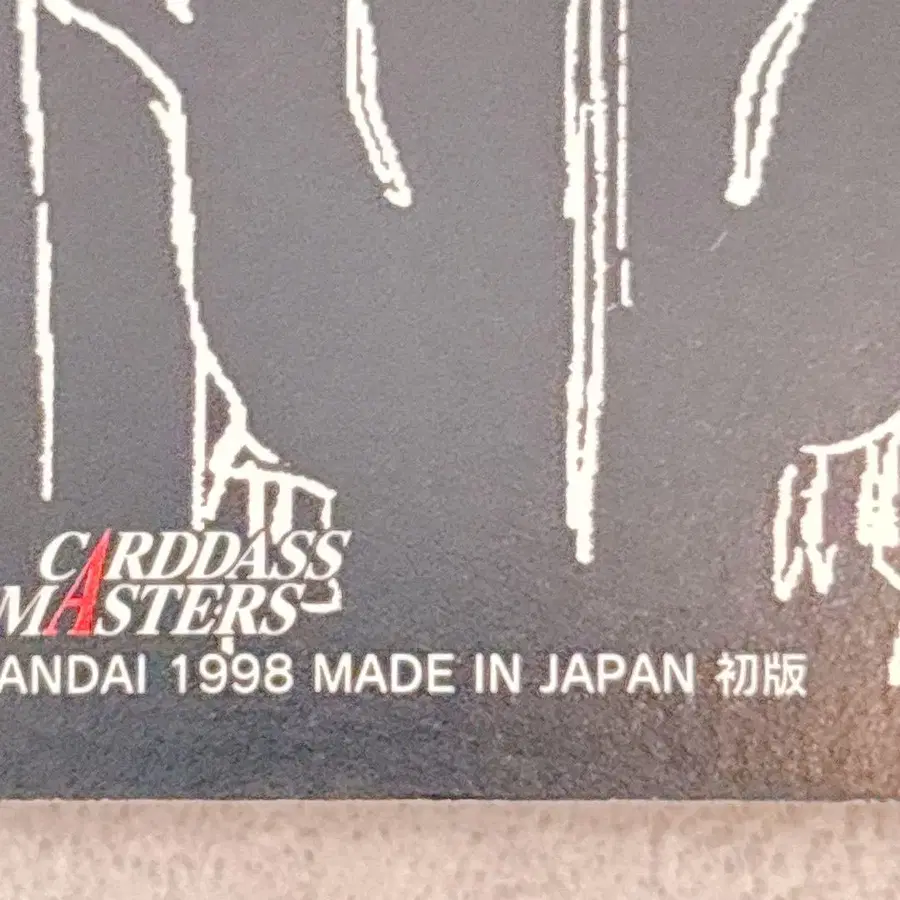 CARDDASS
MASTERS
ANDAI 1998 MADE IN JAPAN 初版